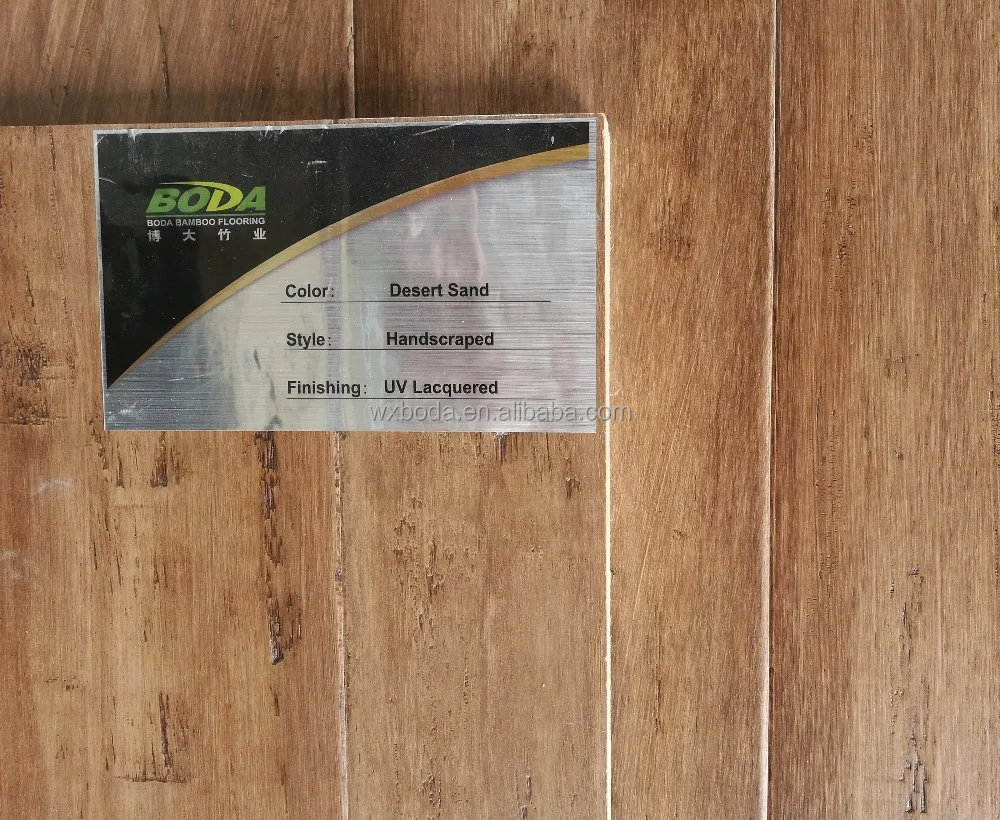 BODA
BODA BAMBOO FLOORING
博大竹业
Color: Desert Sand
Style: Handscraped
Finishing: UV Lacquered
wxboda.en.alibaba.com